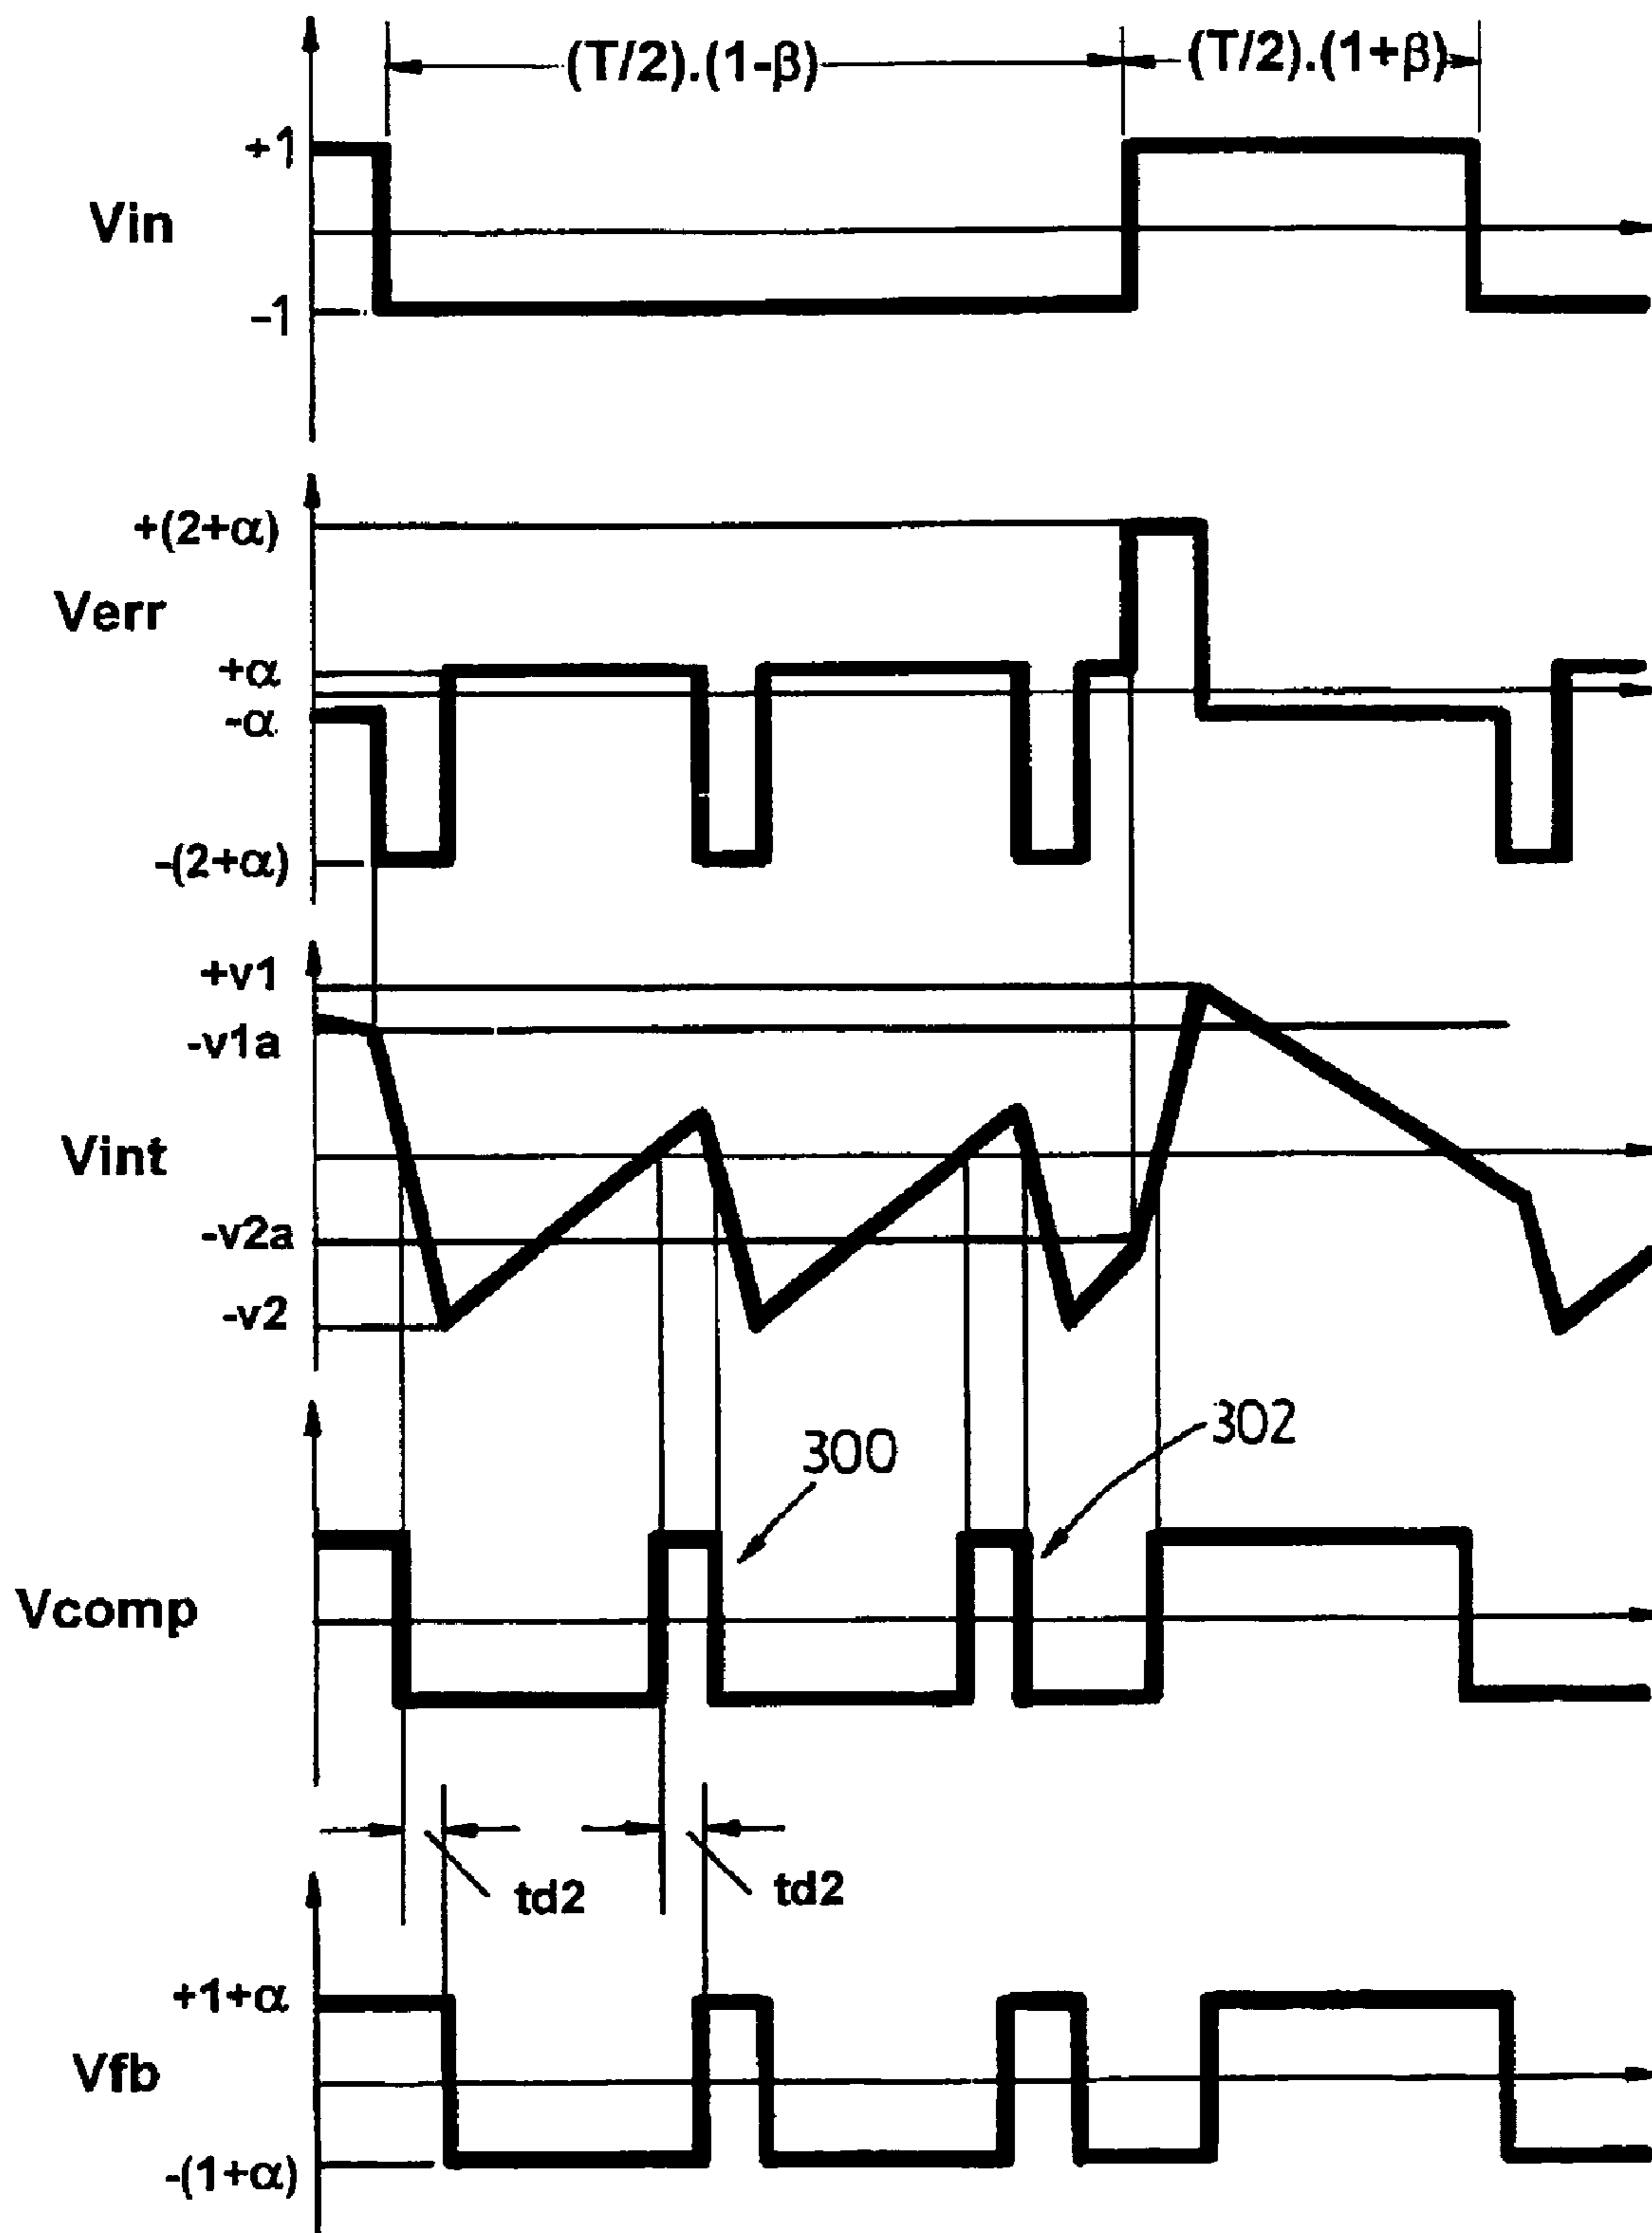 (T/2).(1-β)
(T/2).(1+β)
+1
Vin
-1
+(2+α)
Verr
+α
-α
-(2+α)
+v1
-v1a
Vint
-v2a
-v2
300
302
Vcomp
td2
td2
+1+α
Vfb
-(1+α)